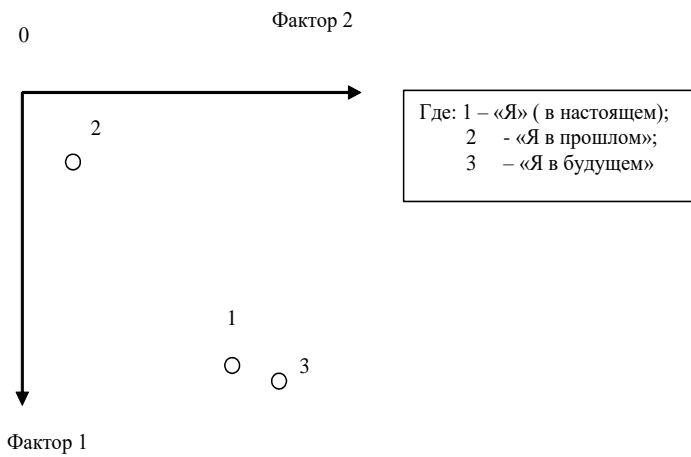 Фактор 2
0
Где: 1 – «Я» ( в настоящем);
2 - «Я в прошлом»;
3 – «Я в будущем»
2
1
3
Фактор 1